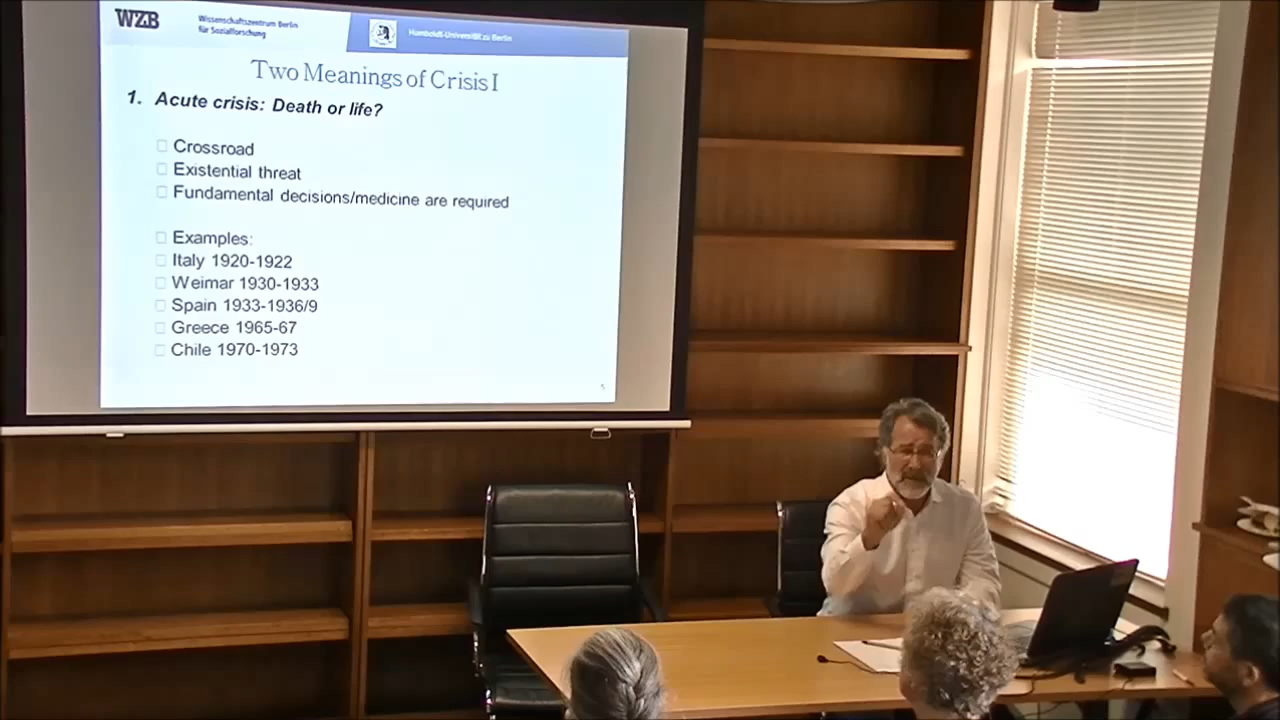 WZB
Wissenschaftszentrum Berlin
für Sozialforschung
Humboldt-Universität zu Berlin
Two Meanings of Crisis I
1. Acute crisis: Death or life?
Crossroad
Existential threat
Fundamental decisions/medicine are required
Examples:
Italy 1920-1922
Weimar 1930-1933
Spain 1933-1936/9
Greece 1965-67
Chile 1970-1973